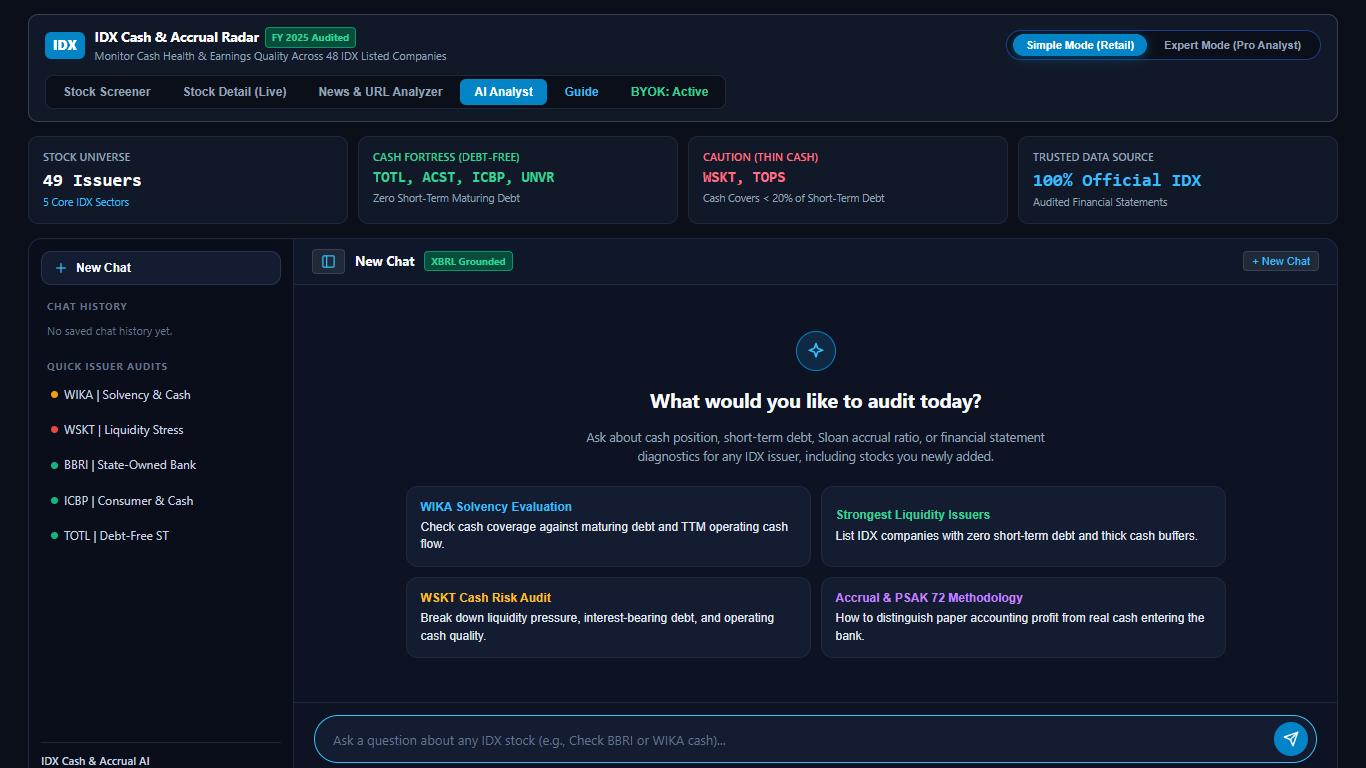 IDX
IDX Cash & Accrual Radar
FY 2025 Audited
Monitor Cash Health & Earnings Quality Across 48 IDX Listed Companies
Simple Mode (Retail)
Expert Mode (Pro Analyst)
Stock Screener
Stock Detail (Live)
News & URL Analyzer
AI Analyst
Guide
BYOK: Active
STOCK UNIVERSE
49 Issuers
5 Core IDX Sectors
CASH FORTRESS (DEBT-FREE)
TOTL, ACST, ICBP, UNVR
Zero Short-Term Maturing Debt
CAUTION (THIN CASH)
WSKT, TOPS
Cash Covers < 20% of Short-Term Debt
TRUSTED DATA SOURCE
100% Official IDX
Audited Financial Statements
+ New Chat
CHAT HISTORY
No saved chat history yet.
QUICK ISSUER AUDITS
WIKA | Solvency & Cash
WSKT | Liquidity Stress
BBRI | State-Owned Bank
ICBP | Consumer & Cash
TOTL | Debt-Free ST
IDX Cash & Accrual AI
New Chat
XBRL Grounded
+ New Chat
What would you like to audit today?
Ask about cash position, short-term debt, Sloan accrual ratio, or financial statement
diagnostics for any IDX issuer, including stocks you newly added.
WIKA Solvency Evaluation
Check cash coverage against maturing debt and TTM operating cash
flow.
Strongest Liquidity Issuers
List IDX companies with zero short-term debt and thick cash buffers.
WSKT Cash Risk Audit
Break down liquidity pressure, interest-bearing debt, and operating
cash quality.
Accrual & PSAK 72 Methodology
How to distinguish paper accounting profit from real cash entering the
bank.
Ask a question about any IDX stock (e.g., Check BBRI or WIKA cash)...